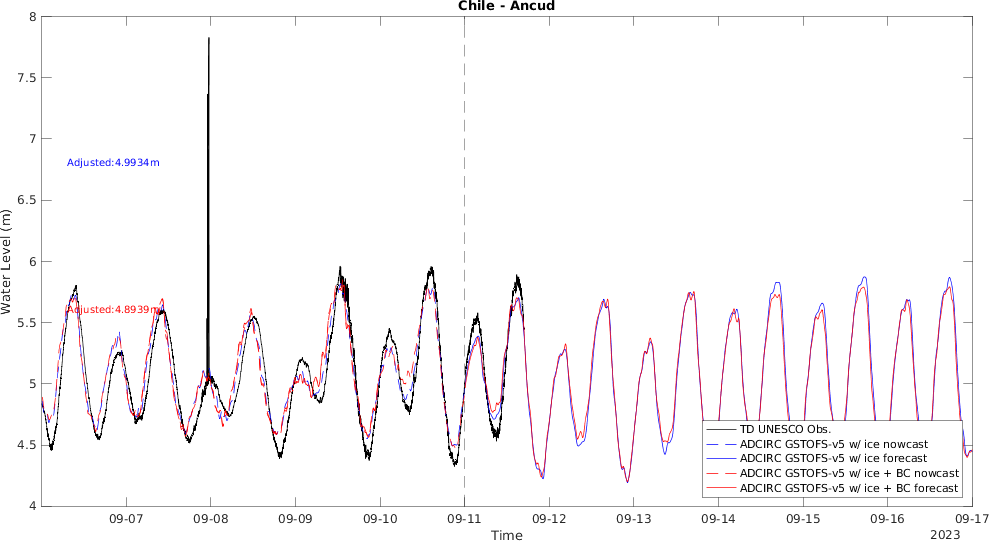 Chile - Ancud
8
7.5
7
6.5
6
5.5
5
4.5
4
Water Level (m)
Adjusted:4.9934m
Adjusted:4.8939m
TD UNESCO Obs.
ADCIRC GSTOFS-v5 w/ ice nowcast
ADCIRC GSTOFS-v5 w/ ice forecast
ADCIRC GSTOFS-v5 w/ ice + BC nowcast
ADCIRC GSTOFS-v5 w/ ice + BC forecast
09-07 09-08 09-09 09-10 09-11 09-12 09-13 09-14 09-15 09-16 09-17
Time
2023